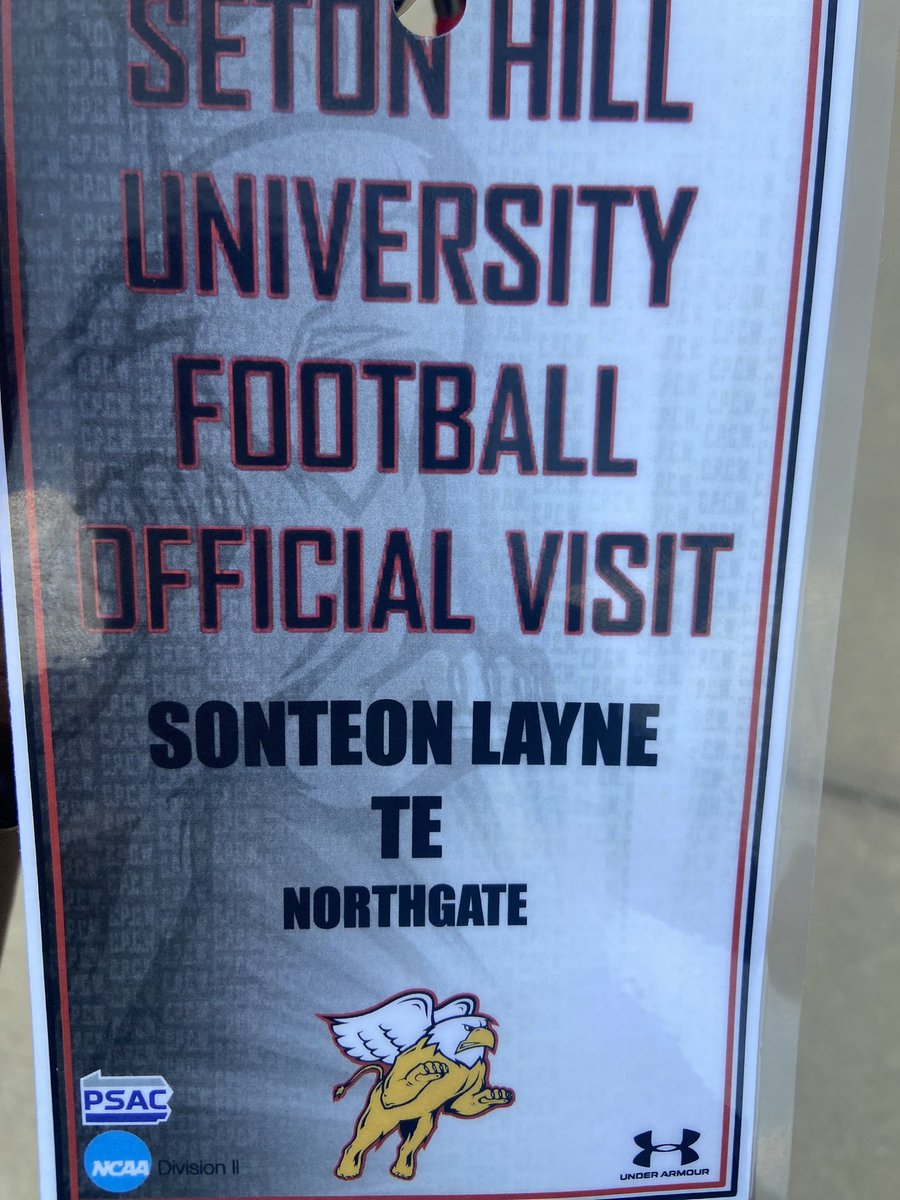 SETON HILL
UNIVERSITY
FOOTBALL
OFFICIAL VISIT
SONTEON LAYNE
TE
NORTHGATE
PSAC
NCAA Division II
UNDER ARMOUR